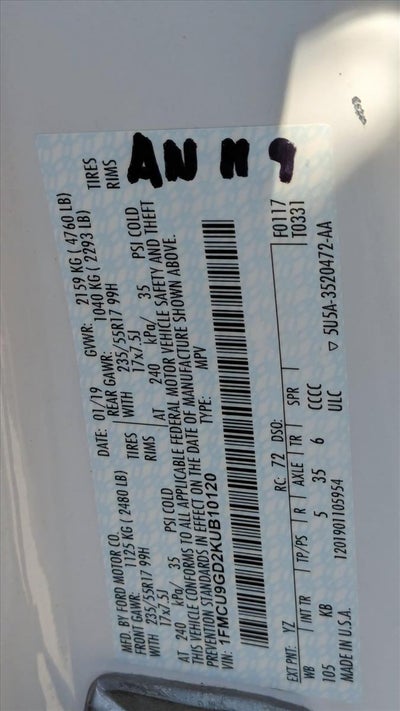 MFD. BY FORD MOTOR CO.
DATE: 01/19 GVWR: 2159 KG (4760 LB)
FRONT GAWR: 1125 KG (2480 LB)
REAR GAWR: 1040 KG (2293 LB)
WITH 235/55R17 99H TIRES
17x7.5J RIMS
AT 240 kPa/ 35 PSI COLD
WITH 235/55R17 99H TIRES
17x7.5J RIMS
AT 240 kPa/ 35 PSI COLD
THIS VEHICLE CONFORMS TO ALL APPLICABLE FEDERAL MOTOR VEHICLE SAFETY AND THEFT
PREVENTION STANDARDS IN EFFECT ON THE DATE OF MANUFACTURE SHOWN ABOVE.
VIN: 1FMCU9GD2KUB10120
TYPE: MPV
F0117
T0331
EXT PNT: YZ RC: 72 DSO:
WB INT TR TP/PS R AXLE TR SPR
105 KB 5 35 6 CCCC
MADE IN U.S.A. 1201901105954 ULC
▽ 5U5A-3520472-AA